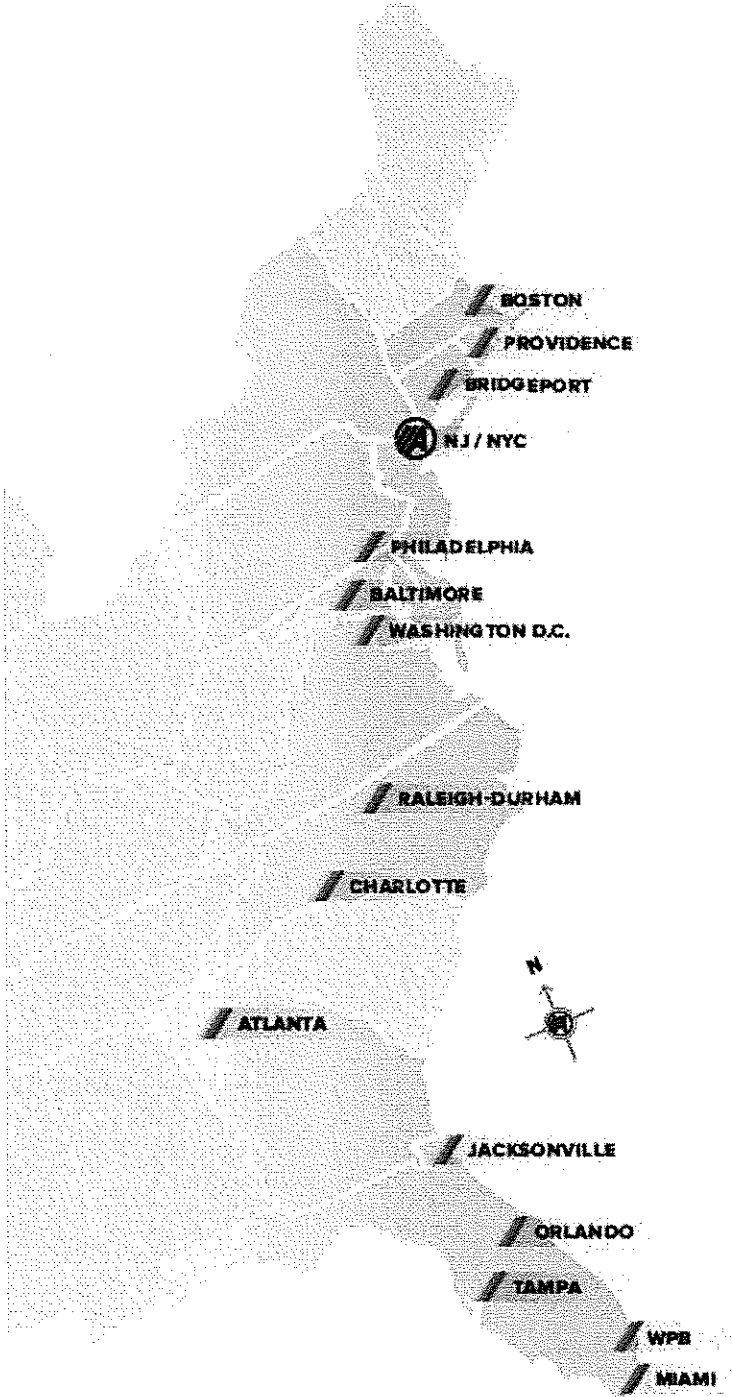 BOSTON
PROVIDENCE
BRIDGEPORT
NJ / NYC
PHILADELPHIA
BALTIMORE
WASHINGTON D.C.
RALEIGH-DURHAM
CHARLOTTE
N
ATLANTA
JACKSONVILLE
ORLANDO
TAMPA
WPB
MIAMI